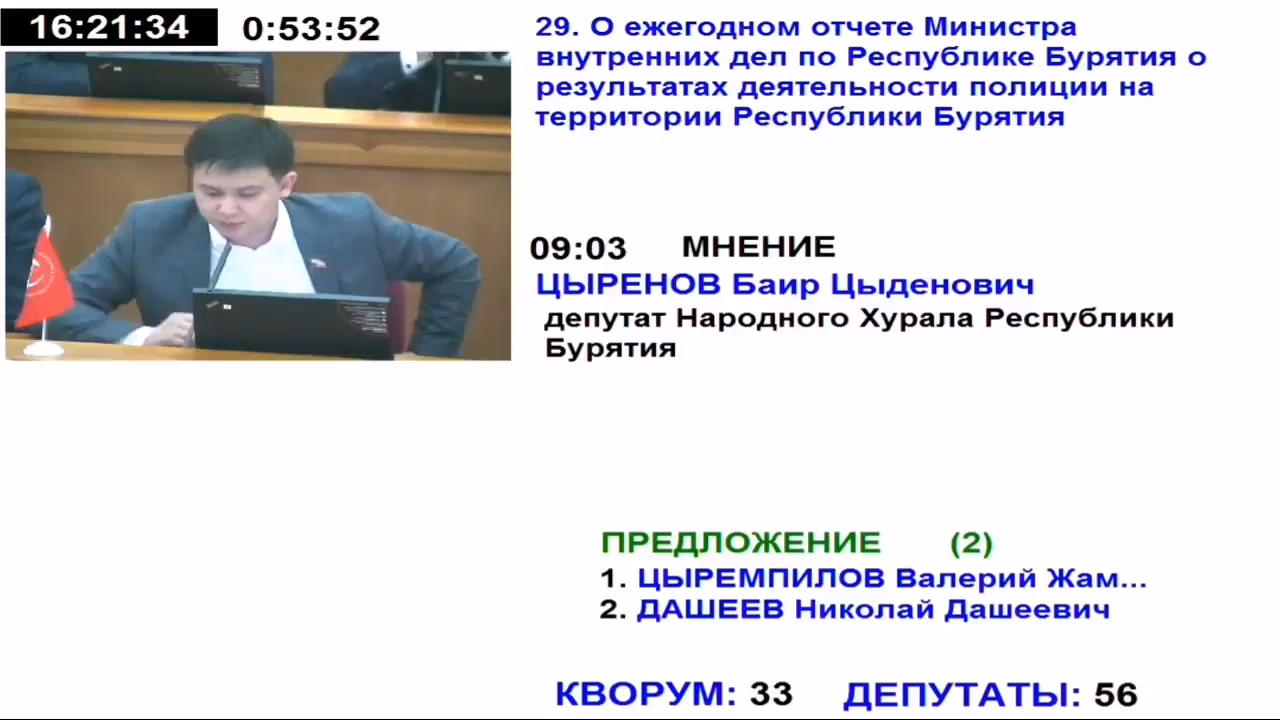 16:21:34 0:53:52
29. О ежегодном отчете Министра
внутренних дел по Республике Бурятия о
результатах деятельности полиции на
территории Республики Бурятия
09:03 МНЕНИЕ
ЦЫРЕНОВ Баир Цыденович
депутат Народного Хурала Республики
Бурятия
ПРЕДЛОЖЕНИЕ (2)
1. ЦЫРЕМПИЛОВ Валерий Жам...
2. ДАШЕЕВ Николай Дашеевич
КВОРУМ: 33 ДЕПУТАТЫ: 56